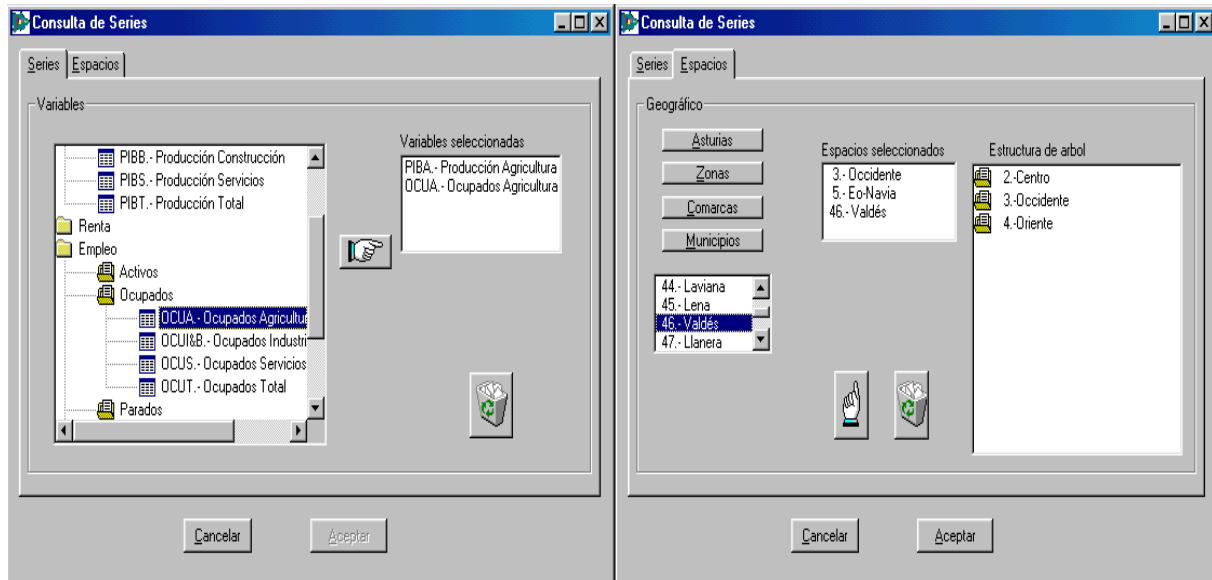 Consulta de Series
Series Espacios
Variables
PIBB.- Producción Construcción
PIBS.- Producción Servicios
PIBT.- Producción Total
Renta
Empleo
Activos
Ocupados
OCUA.- Ocupados Agricultu
OCUI&B.- Ocupados Industri
OCUS.- Ocupados Servicios
OCUT.- Ocupados Total
Parados
Variables seleccionadas
PIBA.- Producción Agricultura
OCUA.- Ocupados Agricultura
Cancelar
Aceptar
Consulta de Series
Series Espacios
Geográfico
Asturias
Zonas
Comarcas
Municipios
44.- Laviana
45.- Lena
46.- Valdés
47.- Llanera
Espacios seleccionados
3.- Occidente
5.- Eo-Navia
46.- Valdés
Estructura de arbol
2.-Centro
3.-Occidente
4.-Oriente
Cancelar
Aceptar